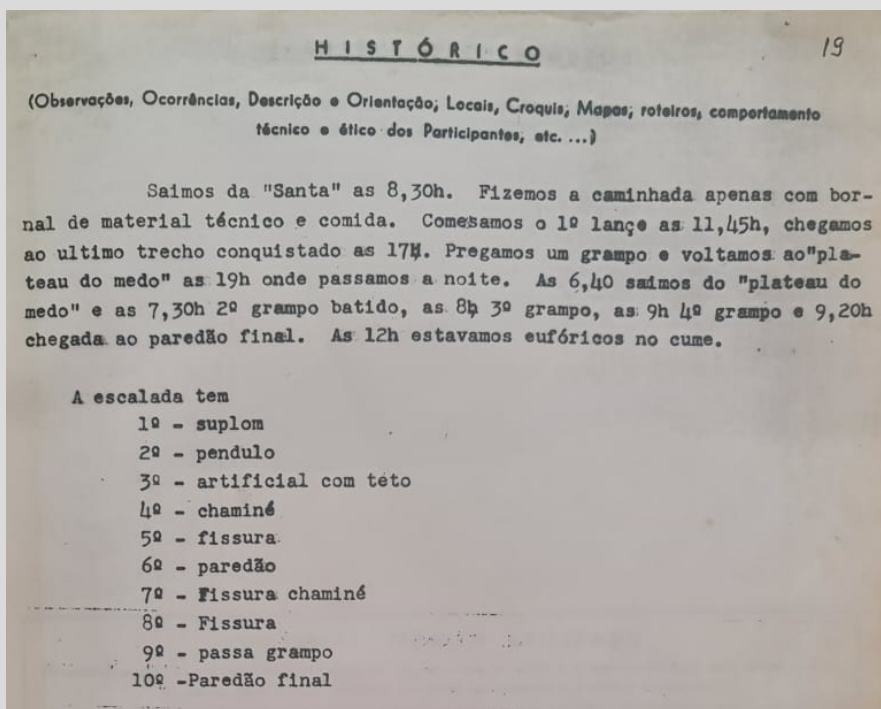 HISTÓRICO
19
(Observações, Ocorrências, Descrição e Orientação; Locais, Croquis; Mapas; roteiros, comportamento
técnico e ético dos Participantes, etc. ...)
Saimos da "Santa" as 8,30h. Fizemos a caminhada apenas com bor-
nal de material técnico e comida. Comesamos o 1º lançe as 11,45h, chegamos
ao ultimo trecho conquistado as 17H. Pregamos um grampo e voltamos ao"pla-
teau do medo" as 19h onde passamos a noite. As 6,40 saimos do "plateau do
medo" e as 7,30h 2º grampo batido, as 8h 3º grampo, as 9h 4º grampo e 9,20h
chegada ao paredão final. As 12h estavamos eufóricos no cume.
A escalada tem
1º - suplom
2º - pendulo
3º - artificial com teto
4º - chaminé
5º - fissura
6º - paredão
7º - Fissura chaminé
8º - Fissura
9º - passa grampo
10º -Paredão final